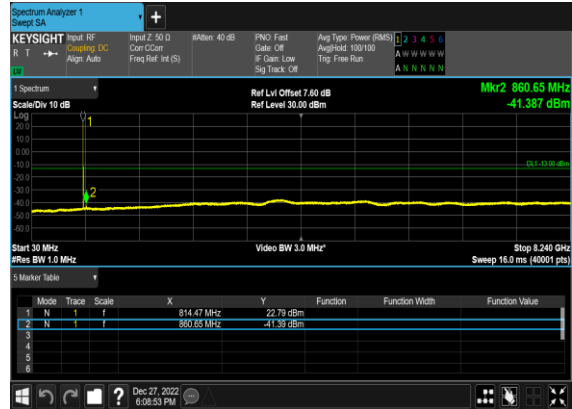 Spectrum Analyzer 1
Swept SA
+
KEYSIGHT Input: RF Input Z: 50 Ω #Atten: 40 dB PNO: Fast Avg Type: Power (RMS) 1 2 3 4 5 6
R T Coupling: DC Corr CCorr Gate: Off Avg|Hold: 100/100 A W W W W W
Align: Auto Freq Ref: Int (S) IF Gain: Low Trig: Free Run
Sig Track: Off A N N N N N
1 Spectrum Ref Lvl Offset 7.60 dB Mkr2 860.65 MHz
Scale/Div 10 dB Ref Level 30.00 dBm -41.387 dBm
Log
20.0
10.0
0.00
-10.0
-20.0
-30.0
-40.0
-50.0
-60.0
1
2
DL1 -13.00 dBm
Start 30 MHz Video BW 3.0 MHz* Stop 8.240 GHz
#Res BW 1.0 MHz Sweep 16.0 ms (40001 pts)
5 Marker Table
Mode Trace Scale X Y Function Function Width Function Value
1 N 1 f 814.47 MHz 22.79 dBm
2 N 1 f 860.65 MHz -41.39 dBm
3
4
5
6
? Dec 27, 2022
6:08:53 PM